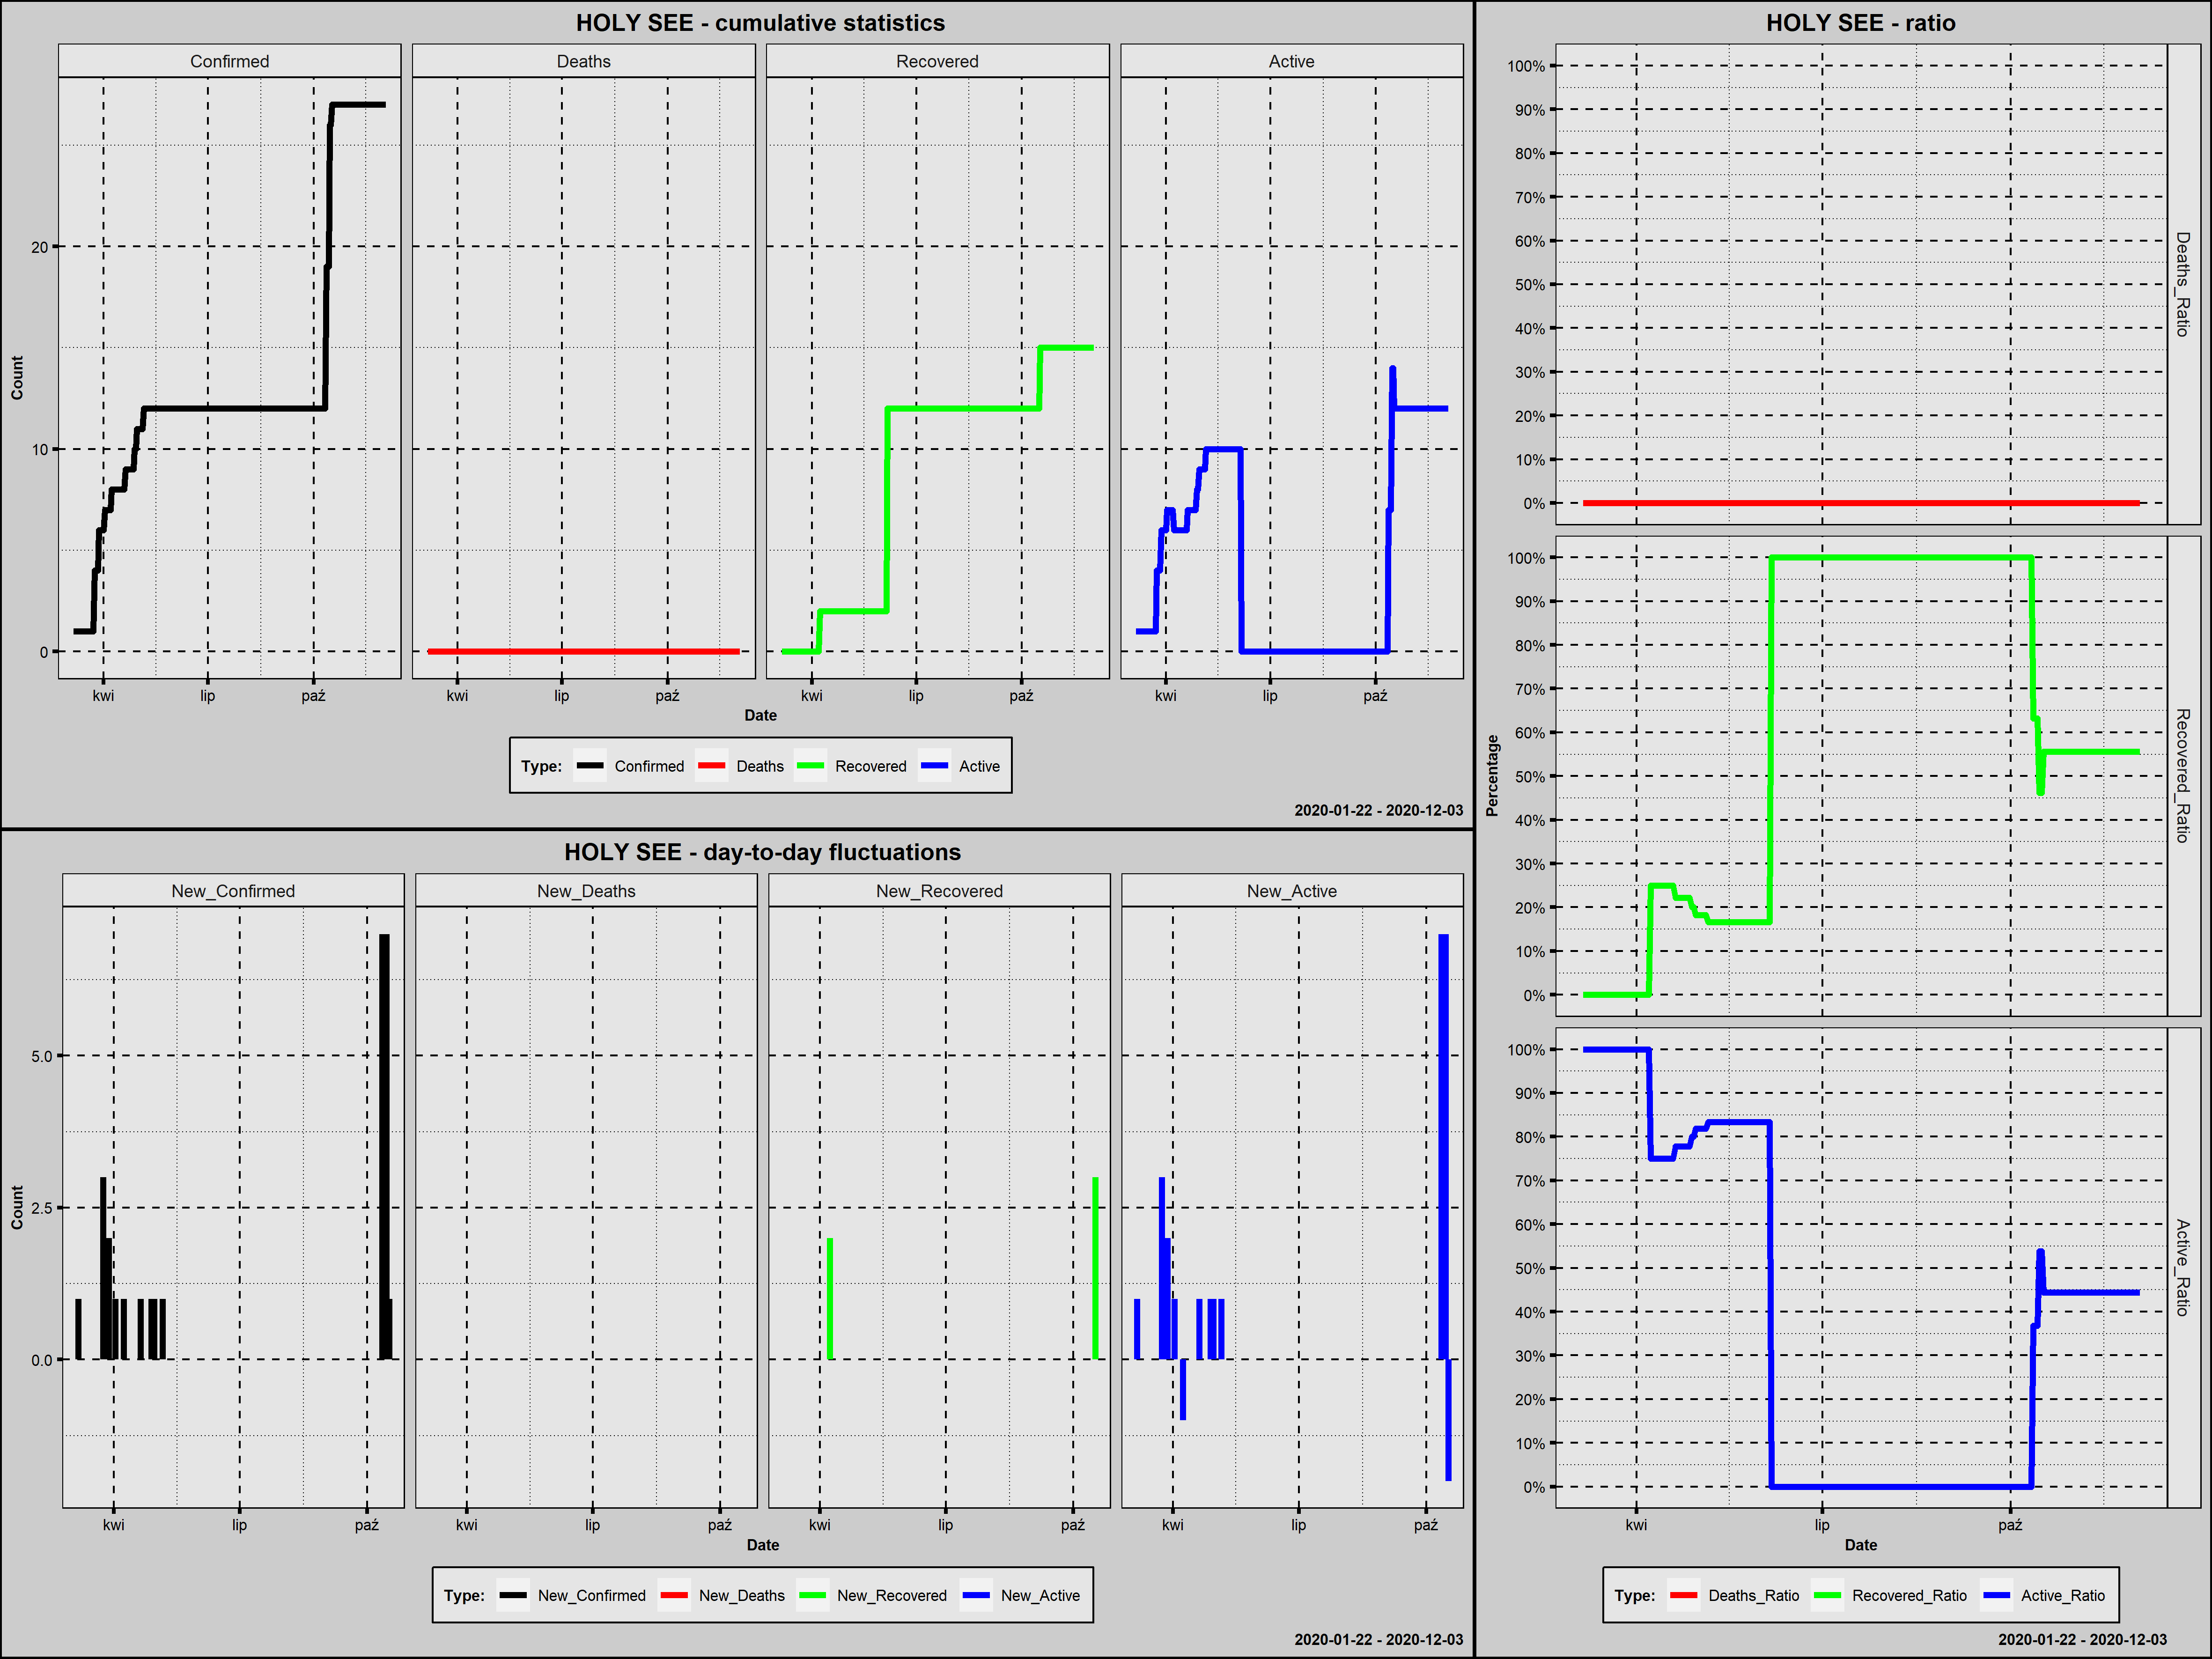 HOLY SEE - cumulative statistics
Confirmed Deaths Recovered Active
Count
20
10
0
kwi lip paź kwi lip paź kwi lip paź kwi lip paź
Date
Type: Confirmed Deaths Recovered Active
2020-01-22 - 2020-12-03
HOLY SEE - day-to-day fluctuations
New_Confirmed New_Deaths New_Recovered New_Active
Count
5.0
2.5
0.0
kwi lip paź kwi lip paź kwi lip paź kwi lip paź
Date
Type: New_Confirmed New_Deaths New_Recovered New_Active
2020-01-22 - 2020-12-03
HOLY SEE - ratio
Percentage
100%
90%
80%
70%
60%
50%
40%
30%
20%
10%
0%
Deaths_Ratio
100%
90%
80%
70%
60%
50%
40%
30%
20%
10%
0%
Recovered_Ratio
100%
90%
80%
70%
60%
50%
40%
30%
20%
10%
0%
Active_Ratio
kwi lip paź
Date
Type: Deaths_Ratio Recovered_Ratio Active_Ratio
2020-01-22 - 2020-12-03